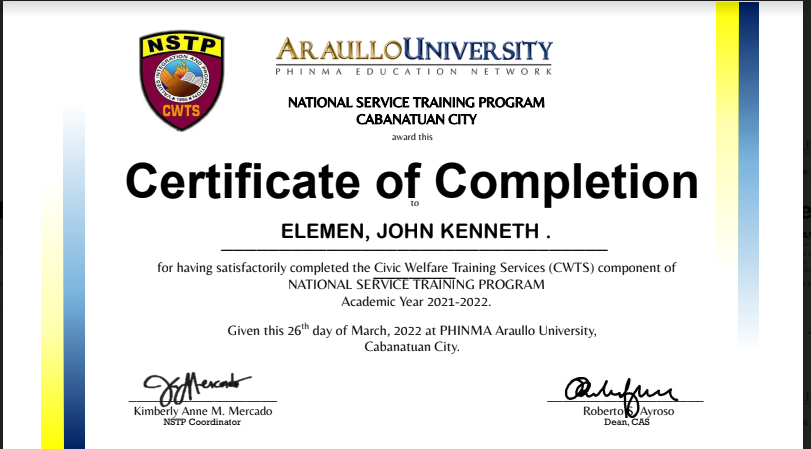 NSTP
CWTS
ARAULLO UNIVERSITY
PHINMA EDUCATION NETWORK
NATIONAL SERVICE TRAINING PROGRAM
CABANATUAN CITY
award this
Certificate of Completion
to
ELEMEN, JOHN KENNETH .
for having satisfactorily completed the Civic Welfare Training Services (CWTS) component of
NATIONAL SERVICE TRAINING PROGRAM
Academic Year 2021-2022.
Given this 26th day of March, 2022 at PHINMA Araullo University,
Cabanatuan City.
Kimberly Anne M. Mercado
NSTP Coordinator
Roberto S. Ayroso
Dean, CAS